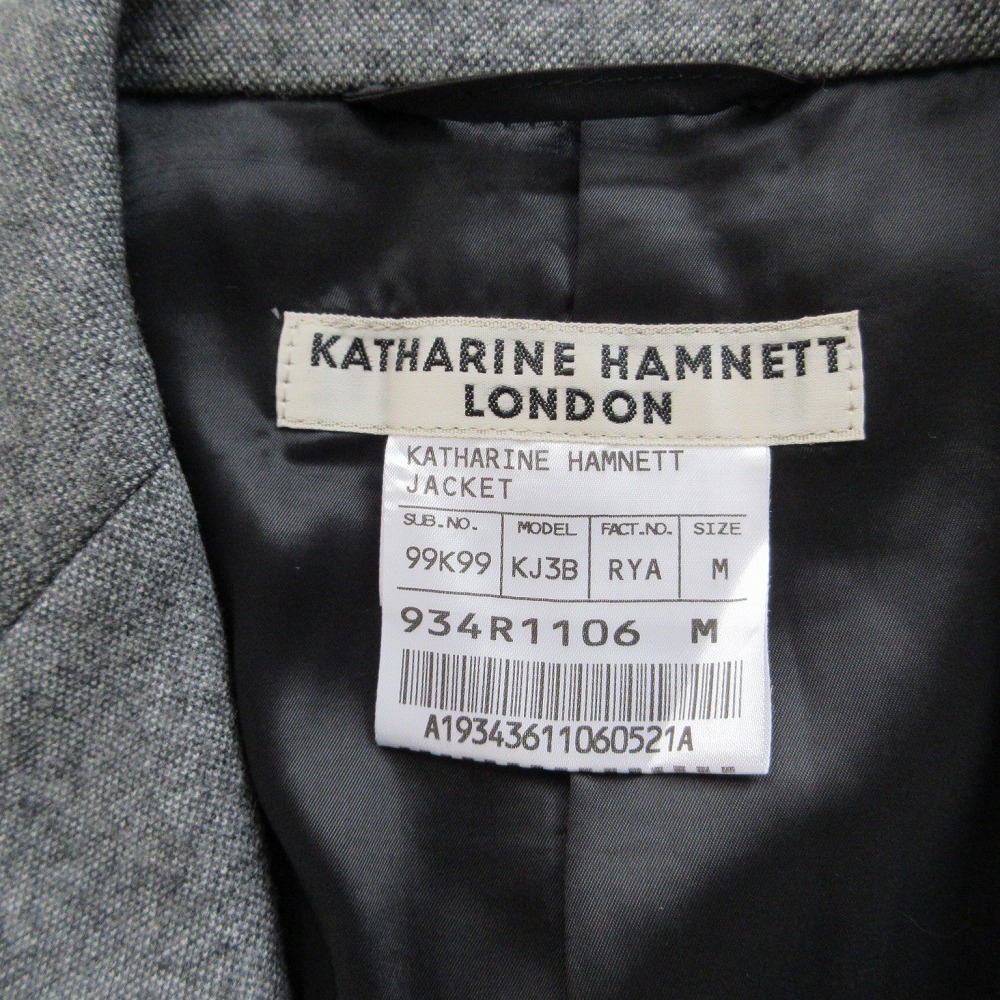 KATHARINE HAMNETT
LONDON
KATHARINE HAMNETT
JACKET
SUB.NO. MODEL FACT.NO. SIZE
99K99 KJ3B RYA M
934R1106 M
A19343611060521A